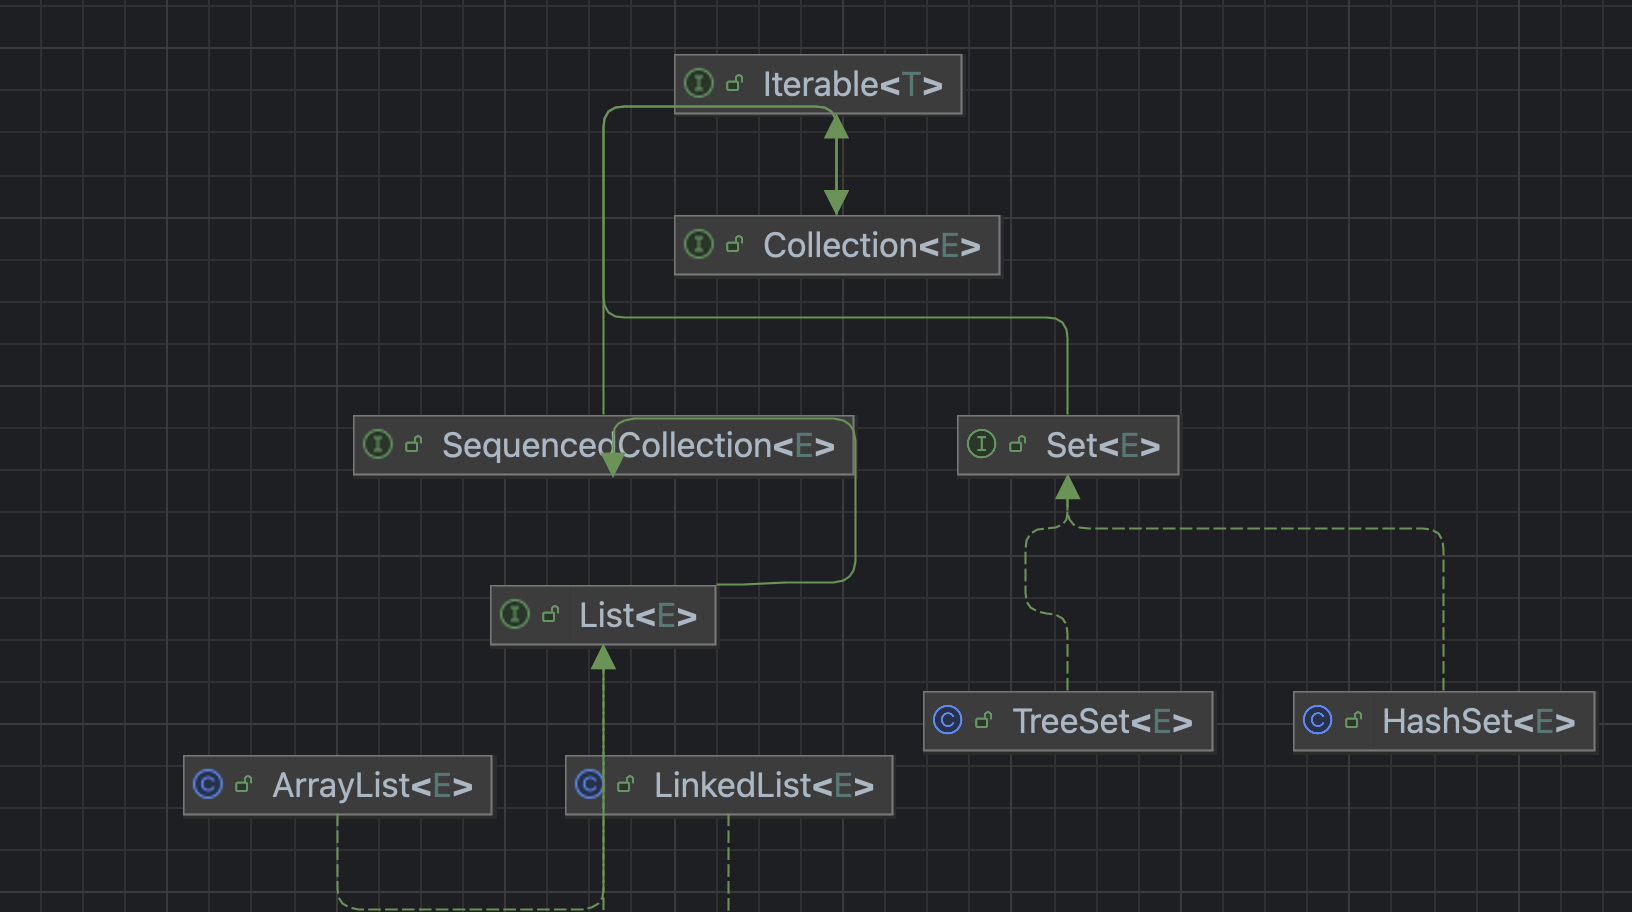 Iterable<T>
Collection<E>
SequencedCollection<E>
Set<E>
List<E>
TreeSet<E>
HashSet<E>
ArrayList<E>
LinkedList<E>